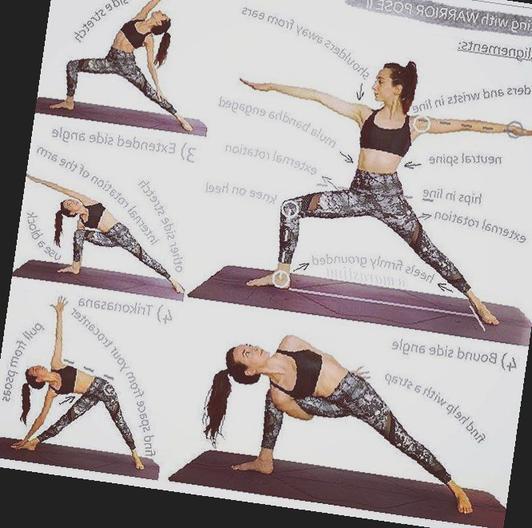 ing with WARRIOR POSE II
lignements:
shoulders away from ears
ders and wrists in line
mula bandha engaged
neutral spine
external rotation
hips in line
knee on heel
external rotation
heels firmly grounded
side stretch
3) Extended side angle
internal rotation of the arm
other side stretch
use a block
4) Trikonasana
pull from psoas
find space from your trocanter
4) Bound side angle
find help with a strap